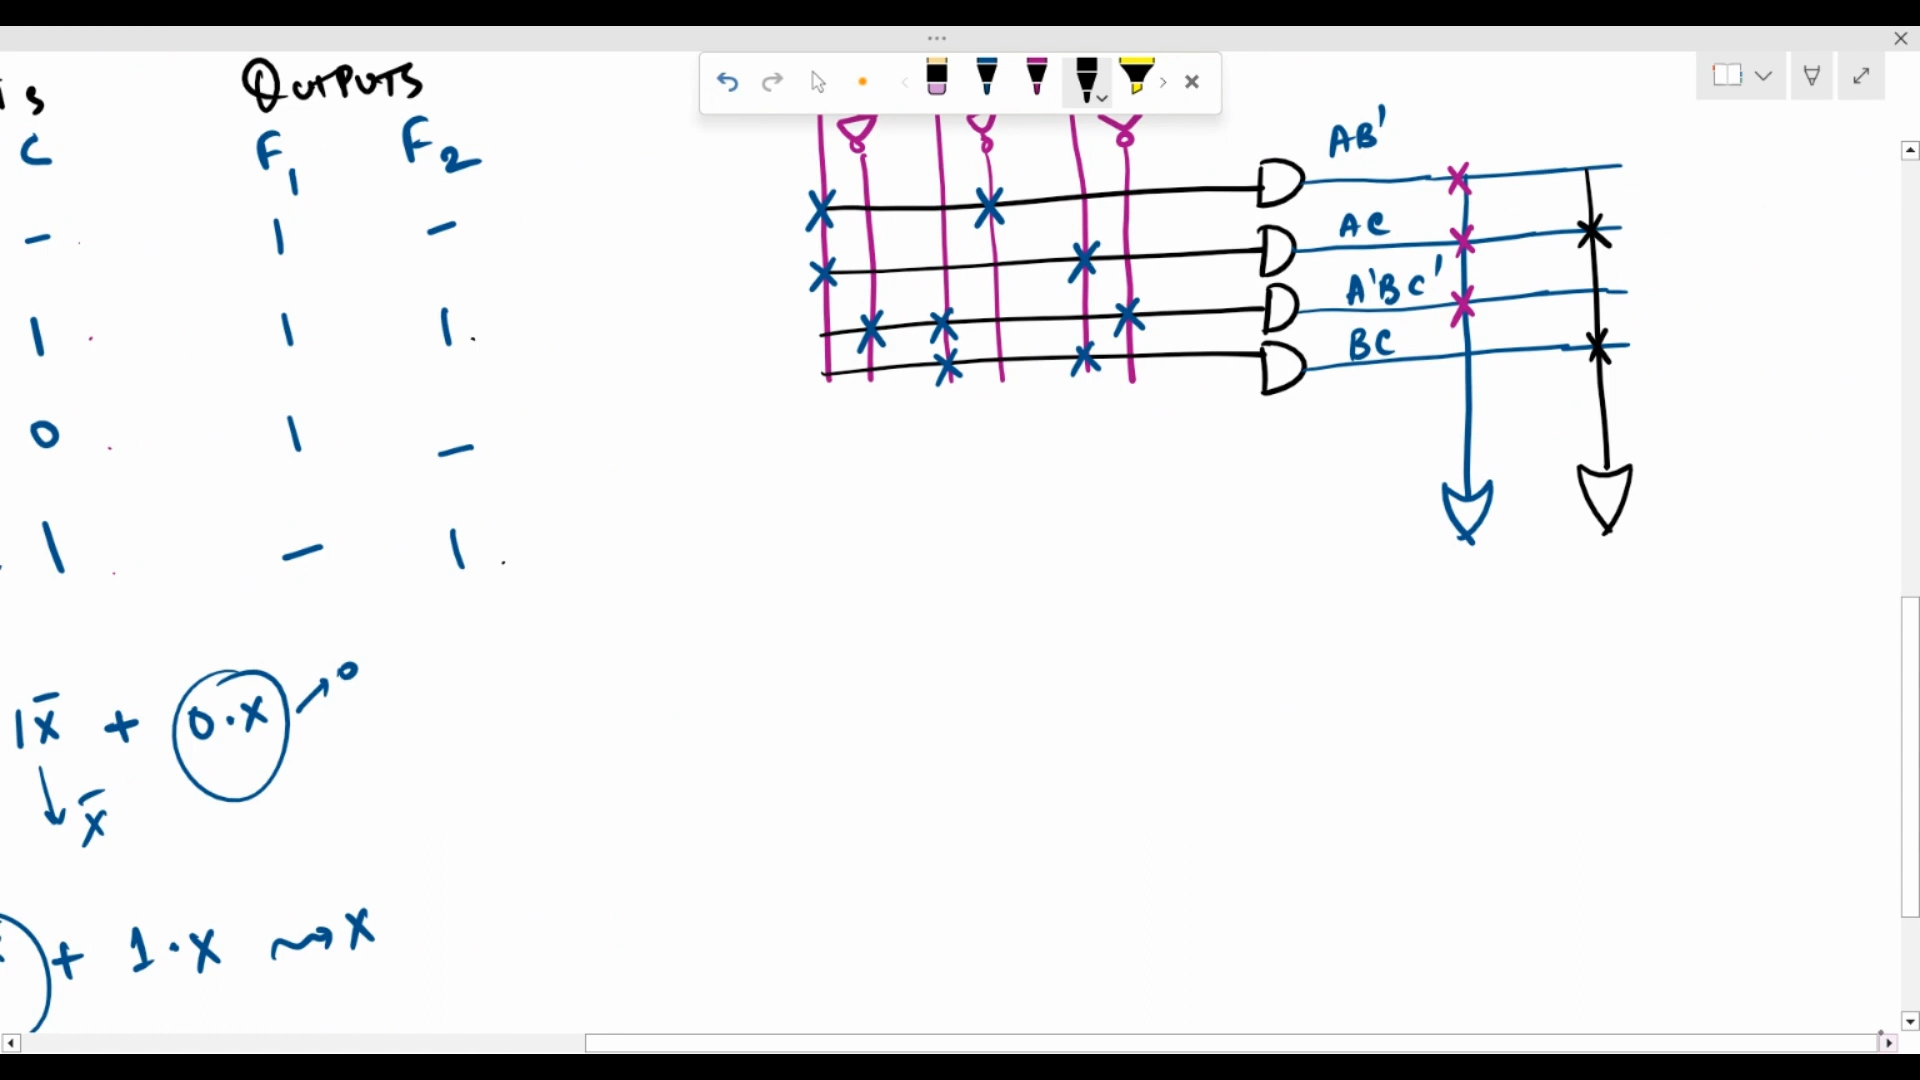 s OUTPUTS
C F1 F2
- 1 -
1 1 1
0 1 -
1 - 1
AB'
AC
A'BC'
BC
1x̄ + 0·x → 0
x̄
+ 1·x ⇝ x